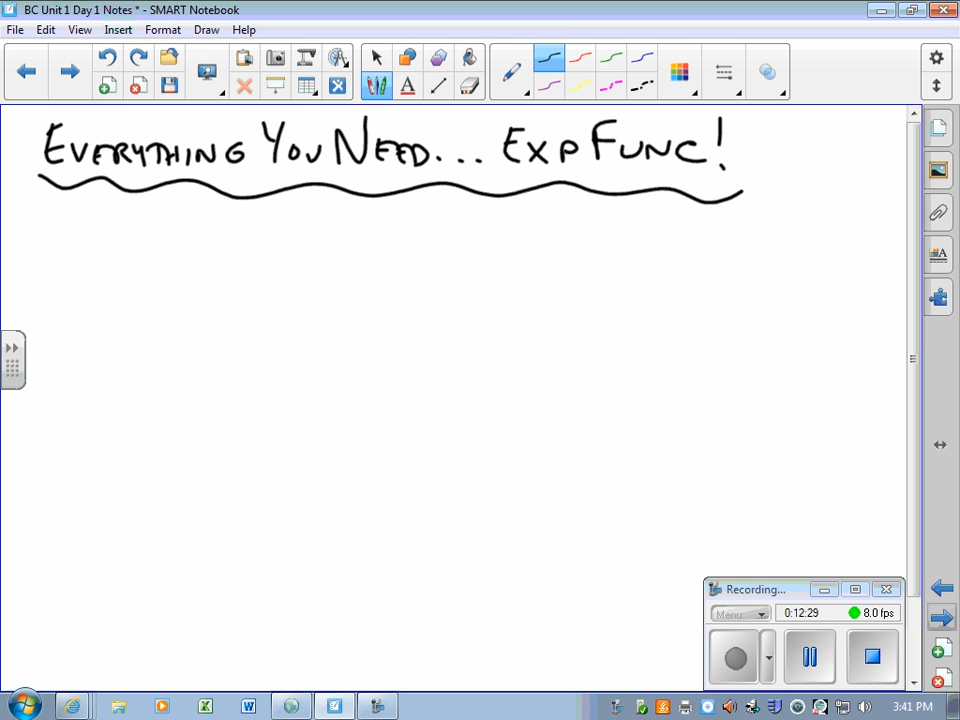 BC Unit 1 Day 1 Notes * - SMART Notebook
File Edit View Insert Format Draw Help
EVERYTHING YOU NEED... EXP FUNC!
Recording...
Menu 0:12:29 8.0 fps
3:41 PM